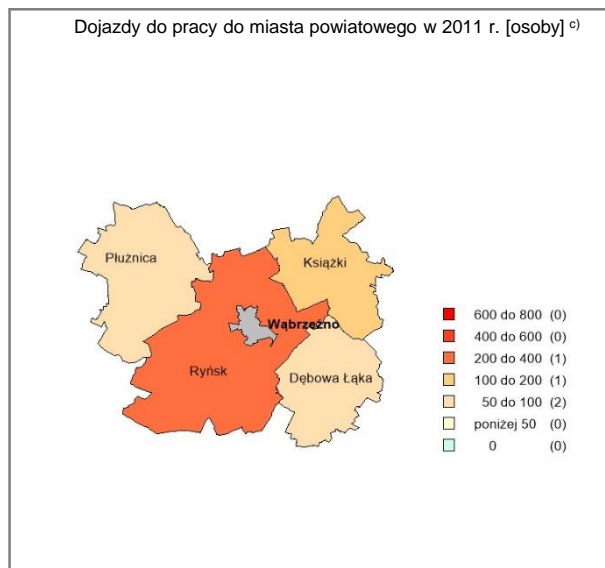 Dojazdy do pracy do miasta powiatowego w 2011 r. [osoby] c)
Płużnica
Książki
Wąbrzeźno
Ryńsk
Dębowa Łąka
600 do 800 (0)
400 do 600 (0)
200 do 400 (1)
100 do 200 (1)
50 do 100 (2)
poniżej 50 (0)
0 (0)